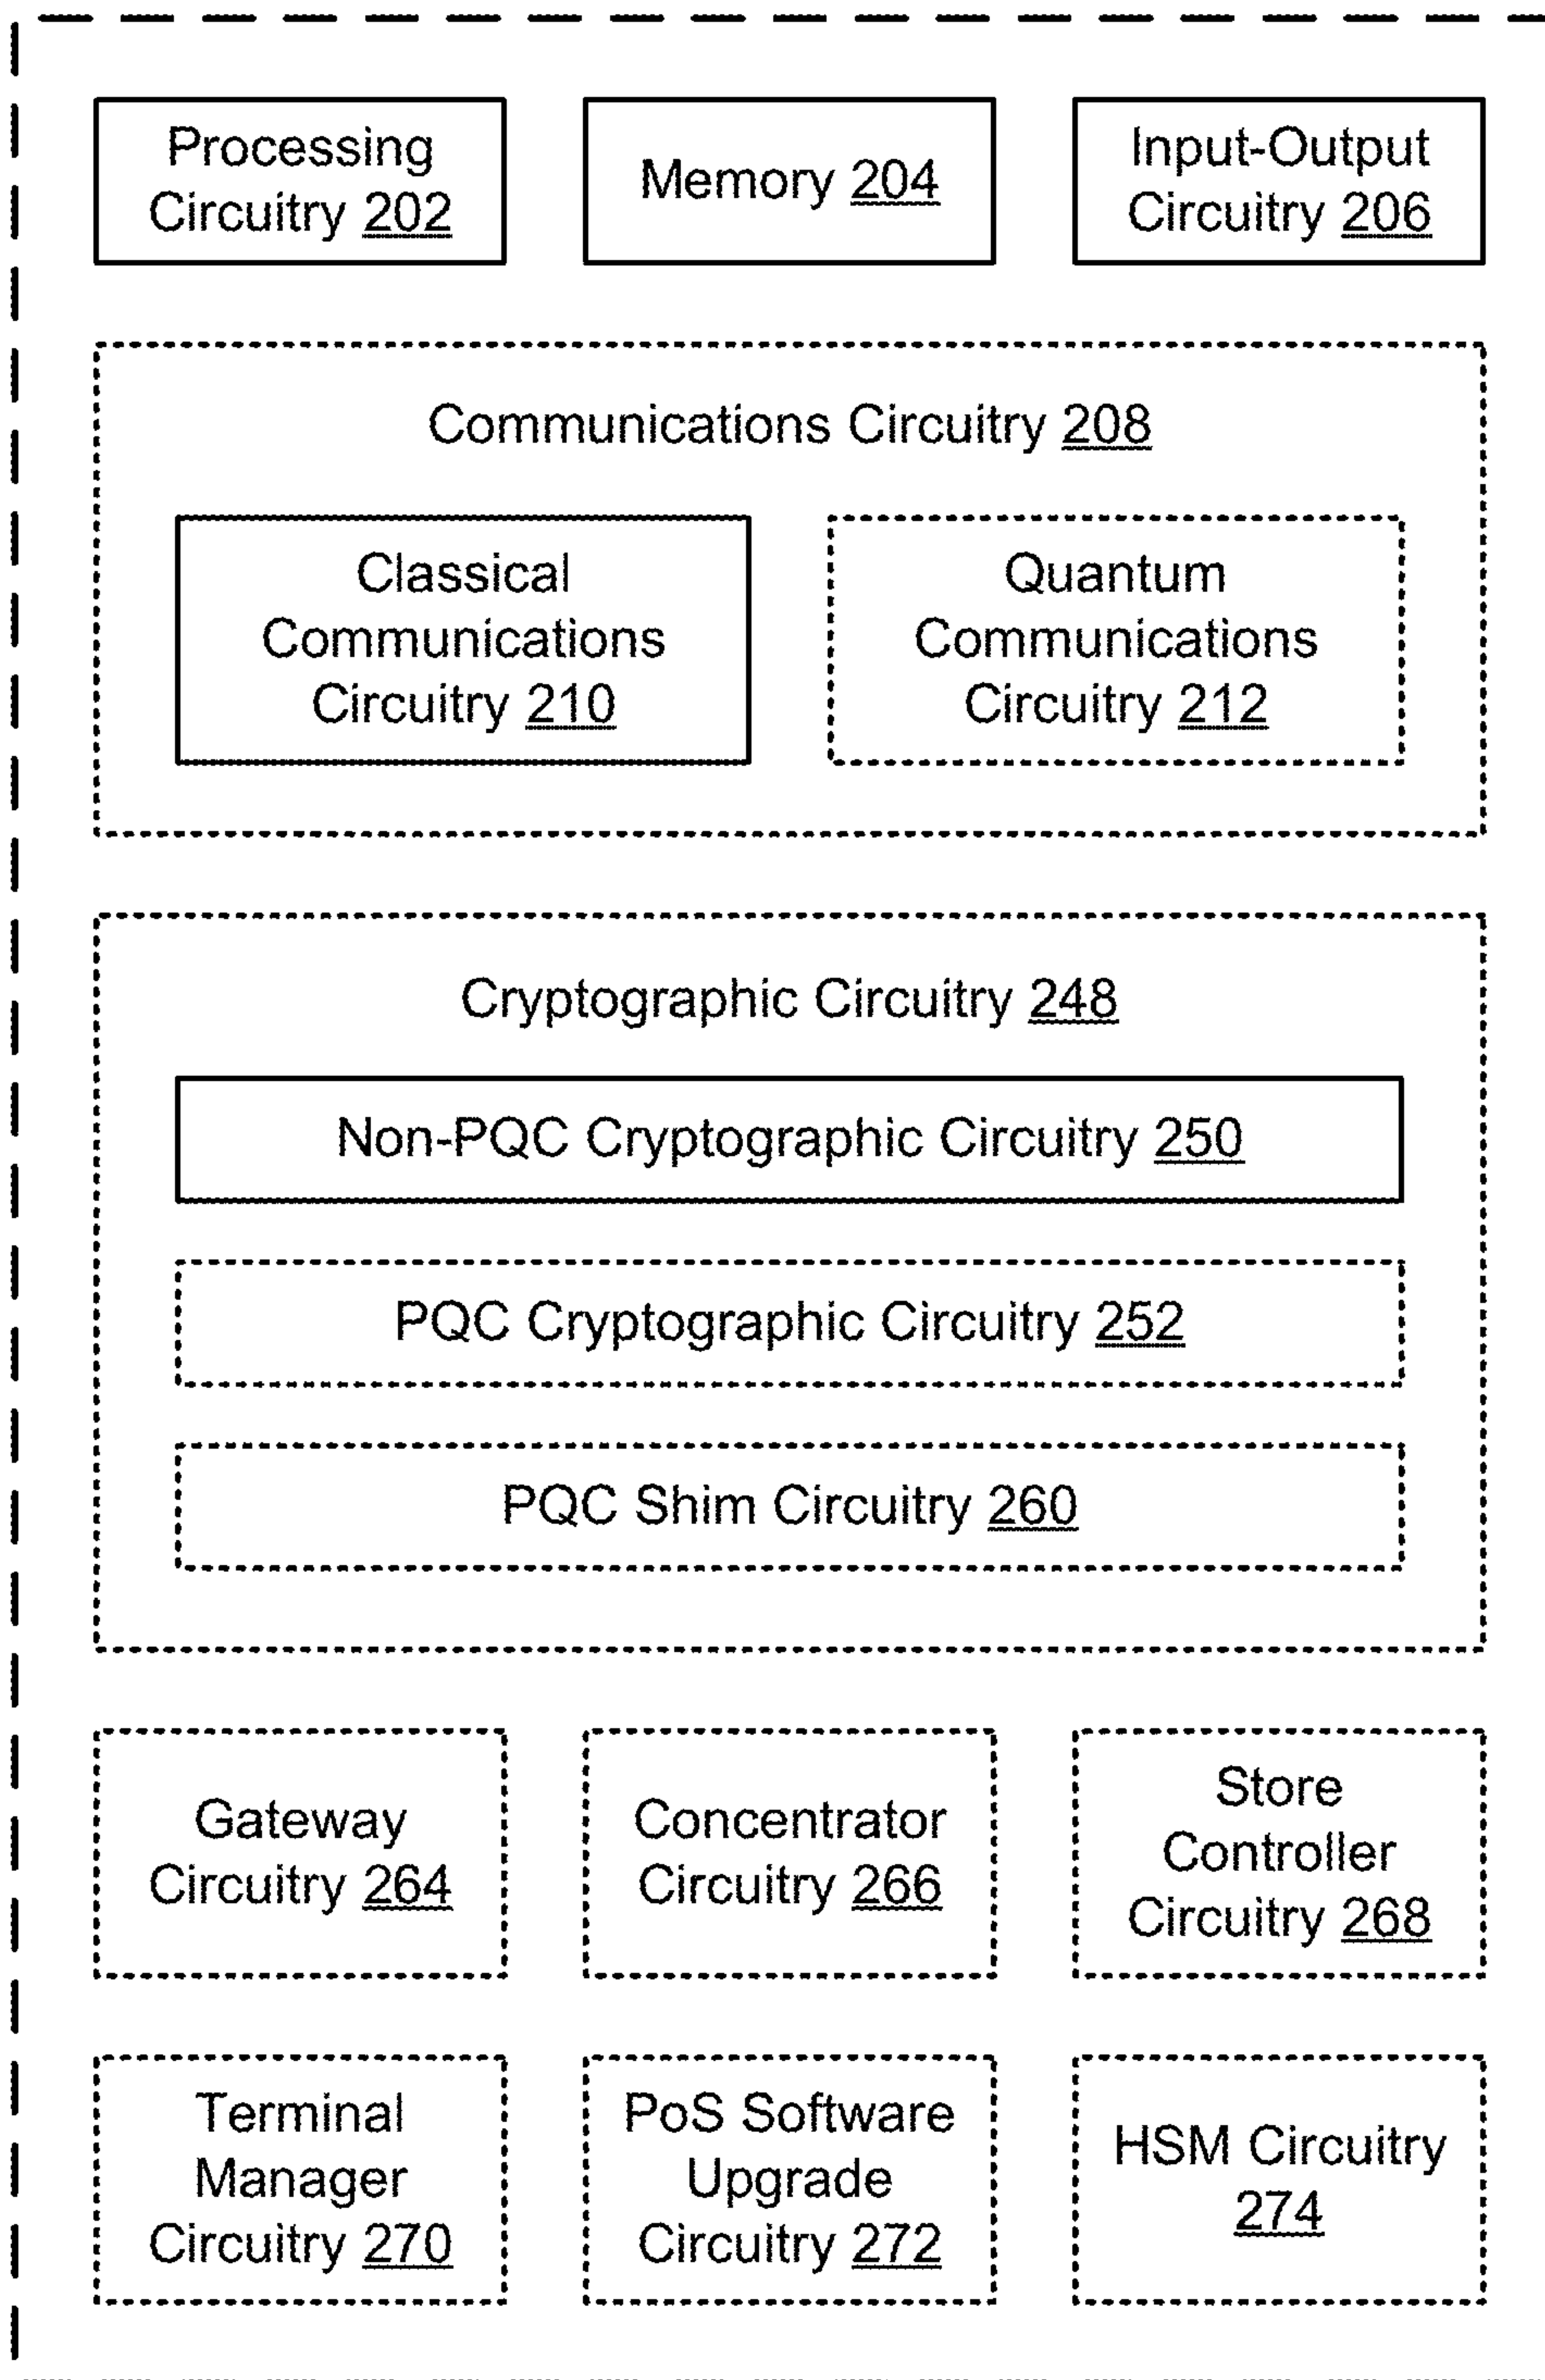 Processing
Circuitry 202
Memory 204
Input-Output
Circuitry 206
Communications Circuitry 208
Classical
Communications
Circuitry 210
Quantum
Communications
Circuitry 212
Cryptographic Circuitry 248
Non-PQC Cryptographic Circuitry 250
PQC Cryptographic Circuitry 252
PQC Shim Circuitry 260
Gateway
Circuitry 264
Concentrator
Circuitry 266
Store
Controller
Circuitry 268
Terminal
Manager
Circuitry 270
PoS Software
Upgrade
Circuitry 272
HSM Circuitry
274